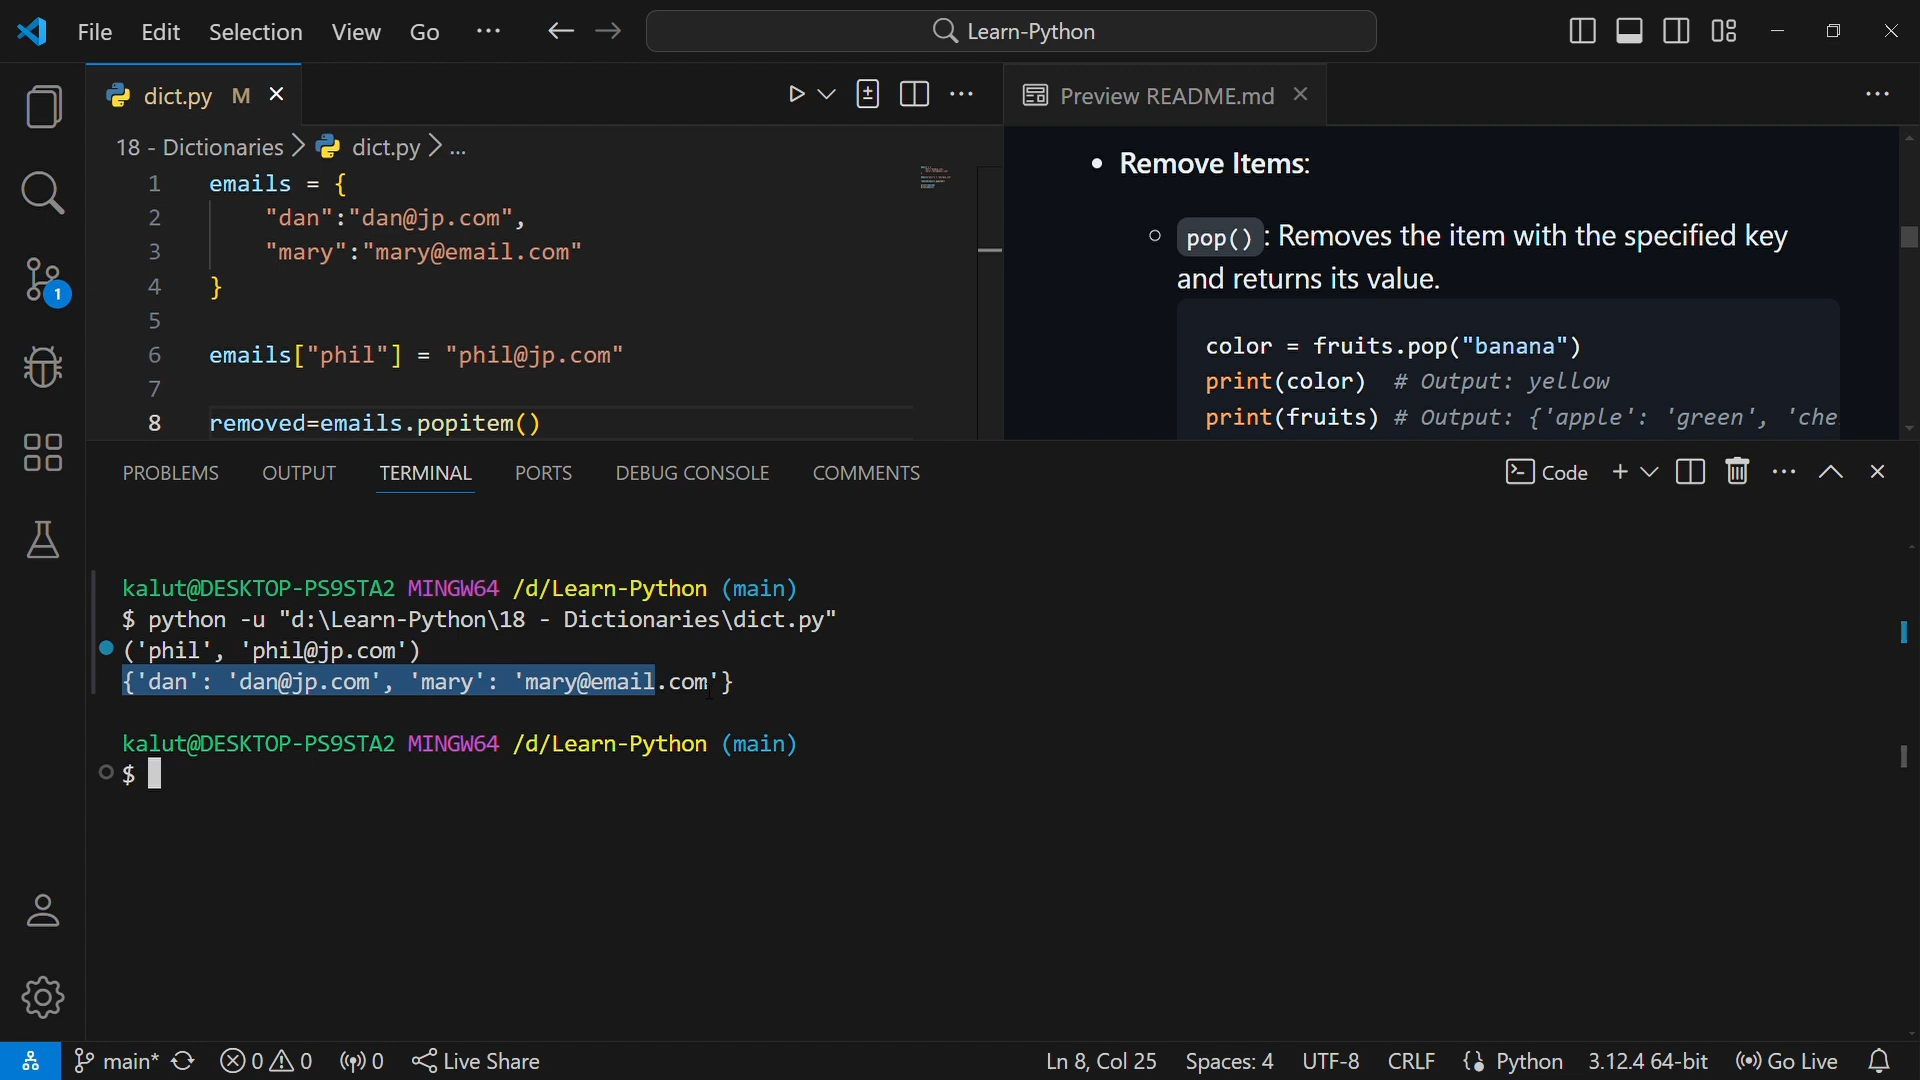 File Edit Selection View Go ··· Learn-Python
dict.py M
18 - Dictionaries > dict.py > ...
1 emails = {
2 "dan":"dan@jp.com",
3 "mary":"mary@email.com"
4 }
5
6 emails["phil"] = "phil@jp.com"
7
8 removed=emails.popitem()
Preview README.md
• Remove Items:
○ pop() : Removes the item with the specified key
and returns its value.
color = fruits.pop("banana")
print(color) # Output: yellow
print(fruits) # Output: {'apple': 'green', 'che
PROBLEMS OUTPUT TERMINAL PORTS DEBUG CONSOLE COMMENTS Code
kalut@DESKTOP-PS9STA2 MINGW64 /d/Learn-Python (main)
$ python -u "d:\Learn-Python\18 - Dictionaries\dict.py"
('phil', 'phil@jp.com')
{'dan': 'dan@jp.com', 'mary': 'mary@email.com'}
kalut@DESKTOP-PS9STA2 MINGW64 /d/Learn-Python (main)
$
1
main* 0 0 0 Live Share Ln 8, Col 25 Spaces: 4 UTF-8 CRLF {} Python 3.12.4 64-bit Go Live